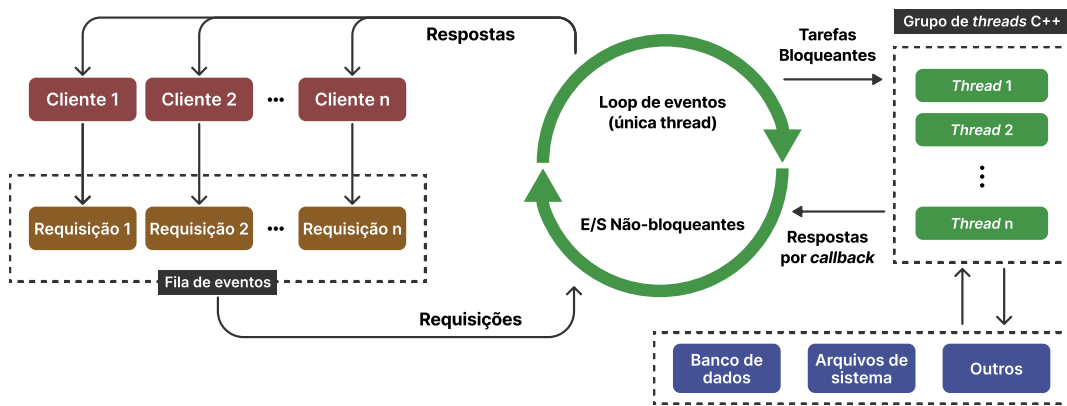 Respostas
Cliente 1
Cliente 2
...
Cliente n
Requisição 1
Requisição 2
...
Requisição n
Fila de eventos
Requisições
Loop de eventos
(única thread)
E/S Não-bloqueantes
Tarefas
Bloqueantes
Respostas
por callback
Grupo de threads C++
Thread 1
Thread 2
...
Thread n
Banco de
dados
Arquivos de
sistema
Outros